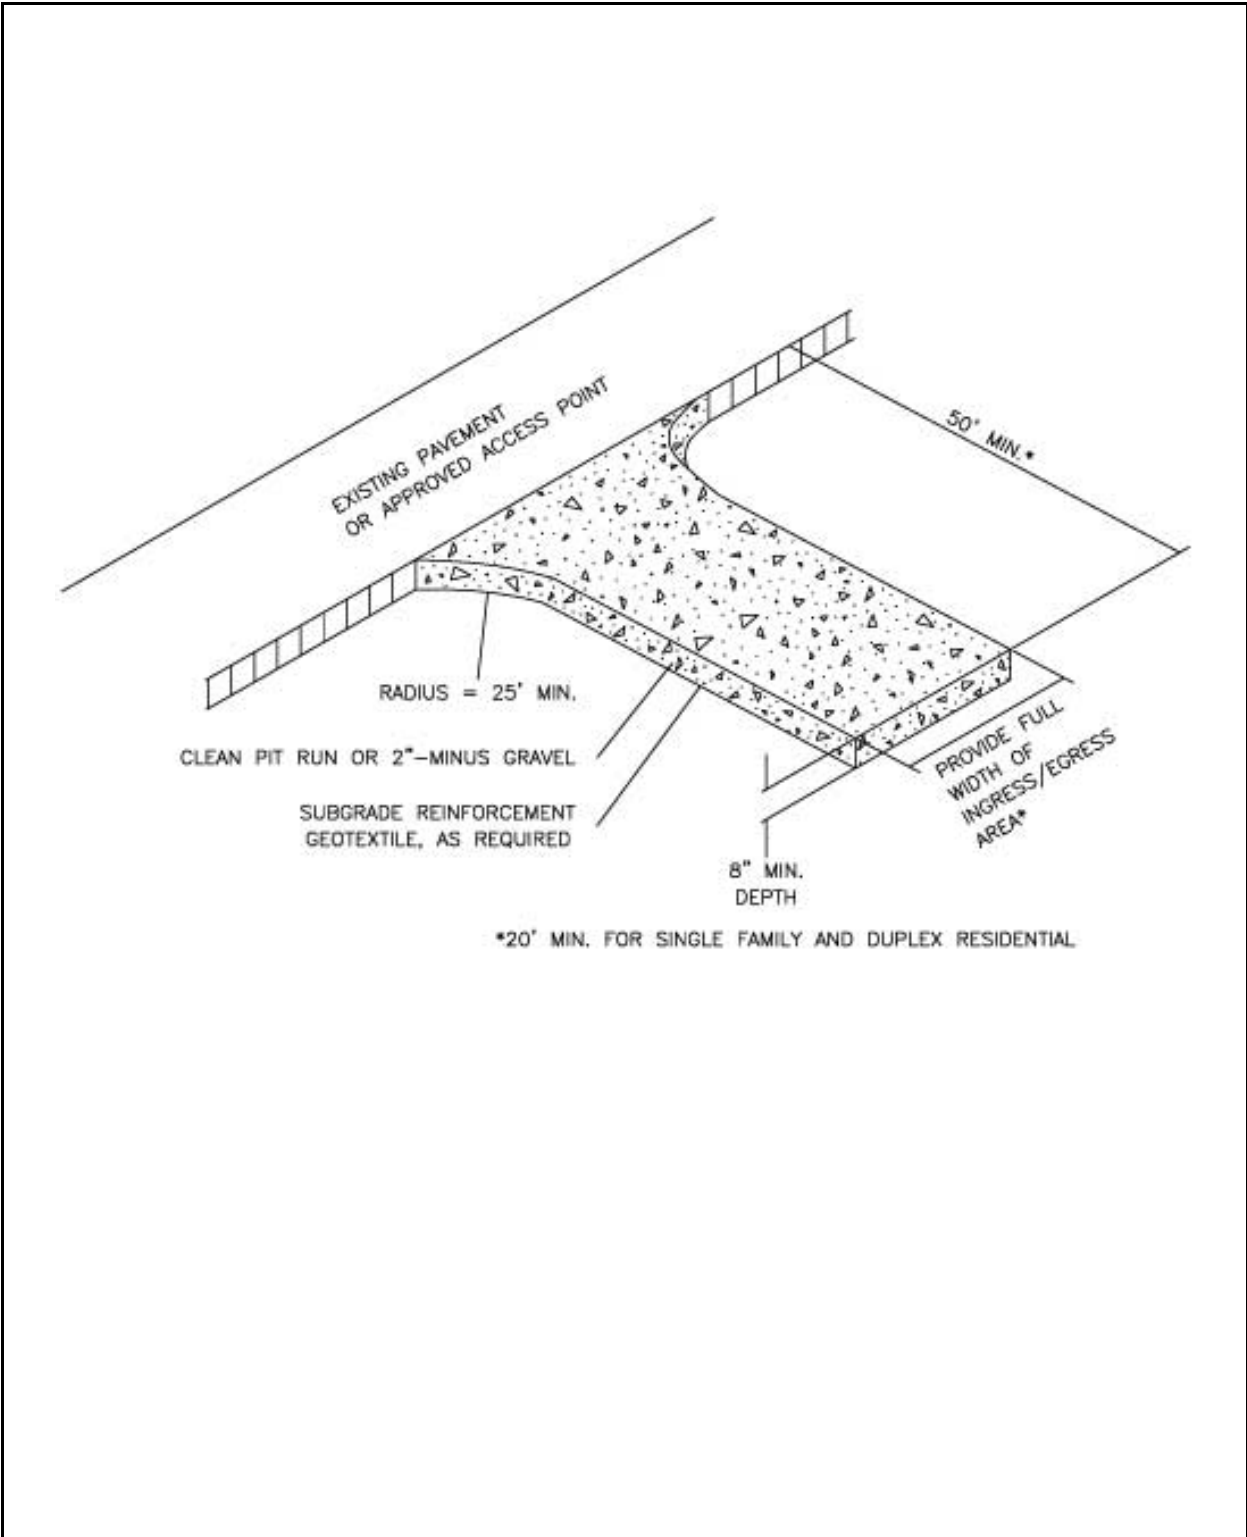 EXISTING PAVEMENT
OR APPROVED ACCESS POINT
50' MIN.*
RADIUS = 25' MIN.
CLEAN PIT RUN OR 2"-MINUS GRAVEL
SUBGRADE REINFORCEMENT
GEOTEXTILE, AS REQUIRED
PROVIDE FULL
WIDTH OF
INGRESS/EGRESS
AREA*
8" MIN.
DEPTH
*20' MIN. FOR SINGLE FAMILY AND DUPLEX RESIDENTIAL